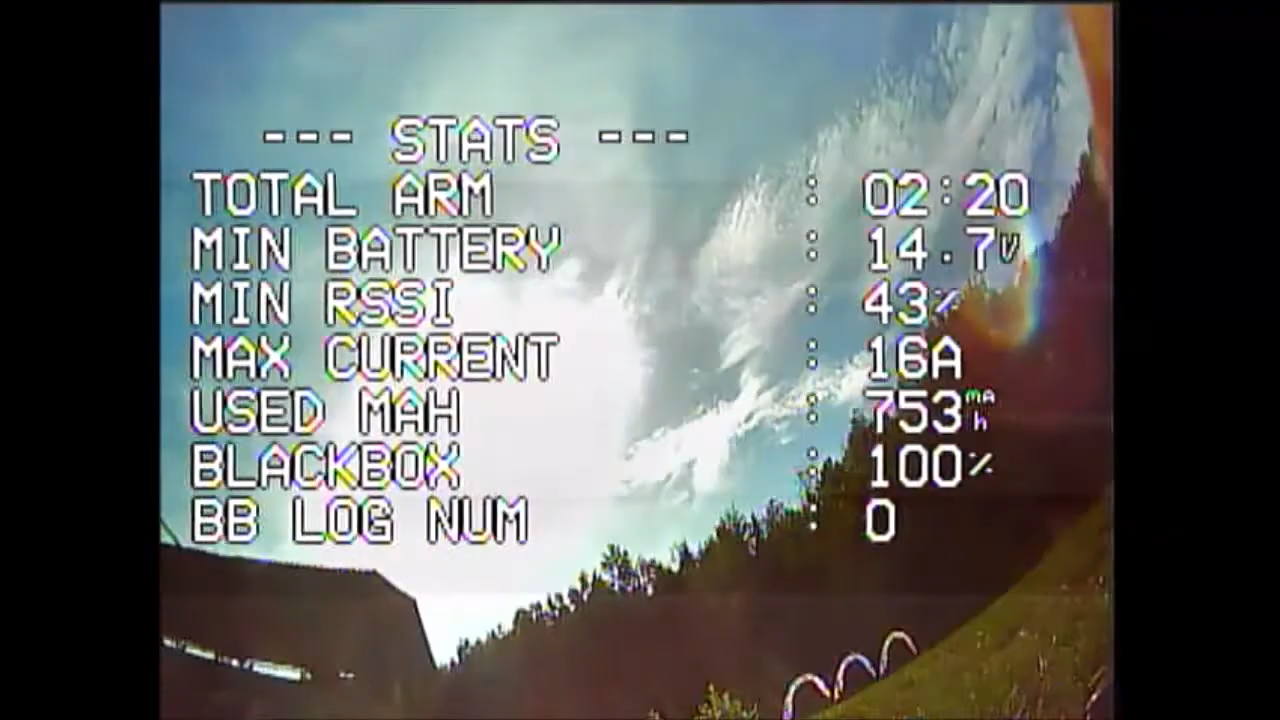 --- STATS ---
TOTAL ARM : 02:20
MIN BATTERY : 14.7V
MIN RSSI : 43%
MAX CURRENT : 16A
USED MAH : 753mAh
BLACKBOX : 100%
BB LOG NUM : 0